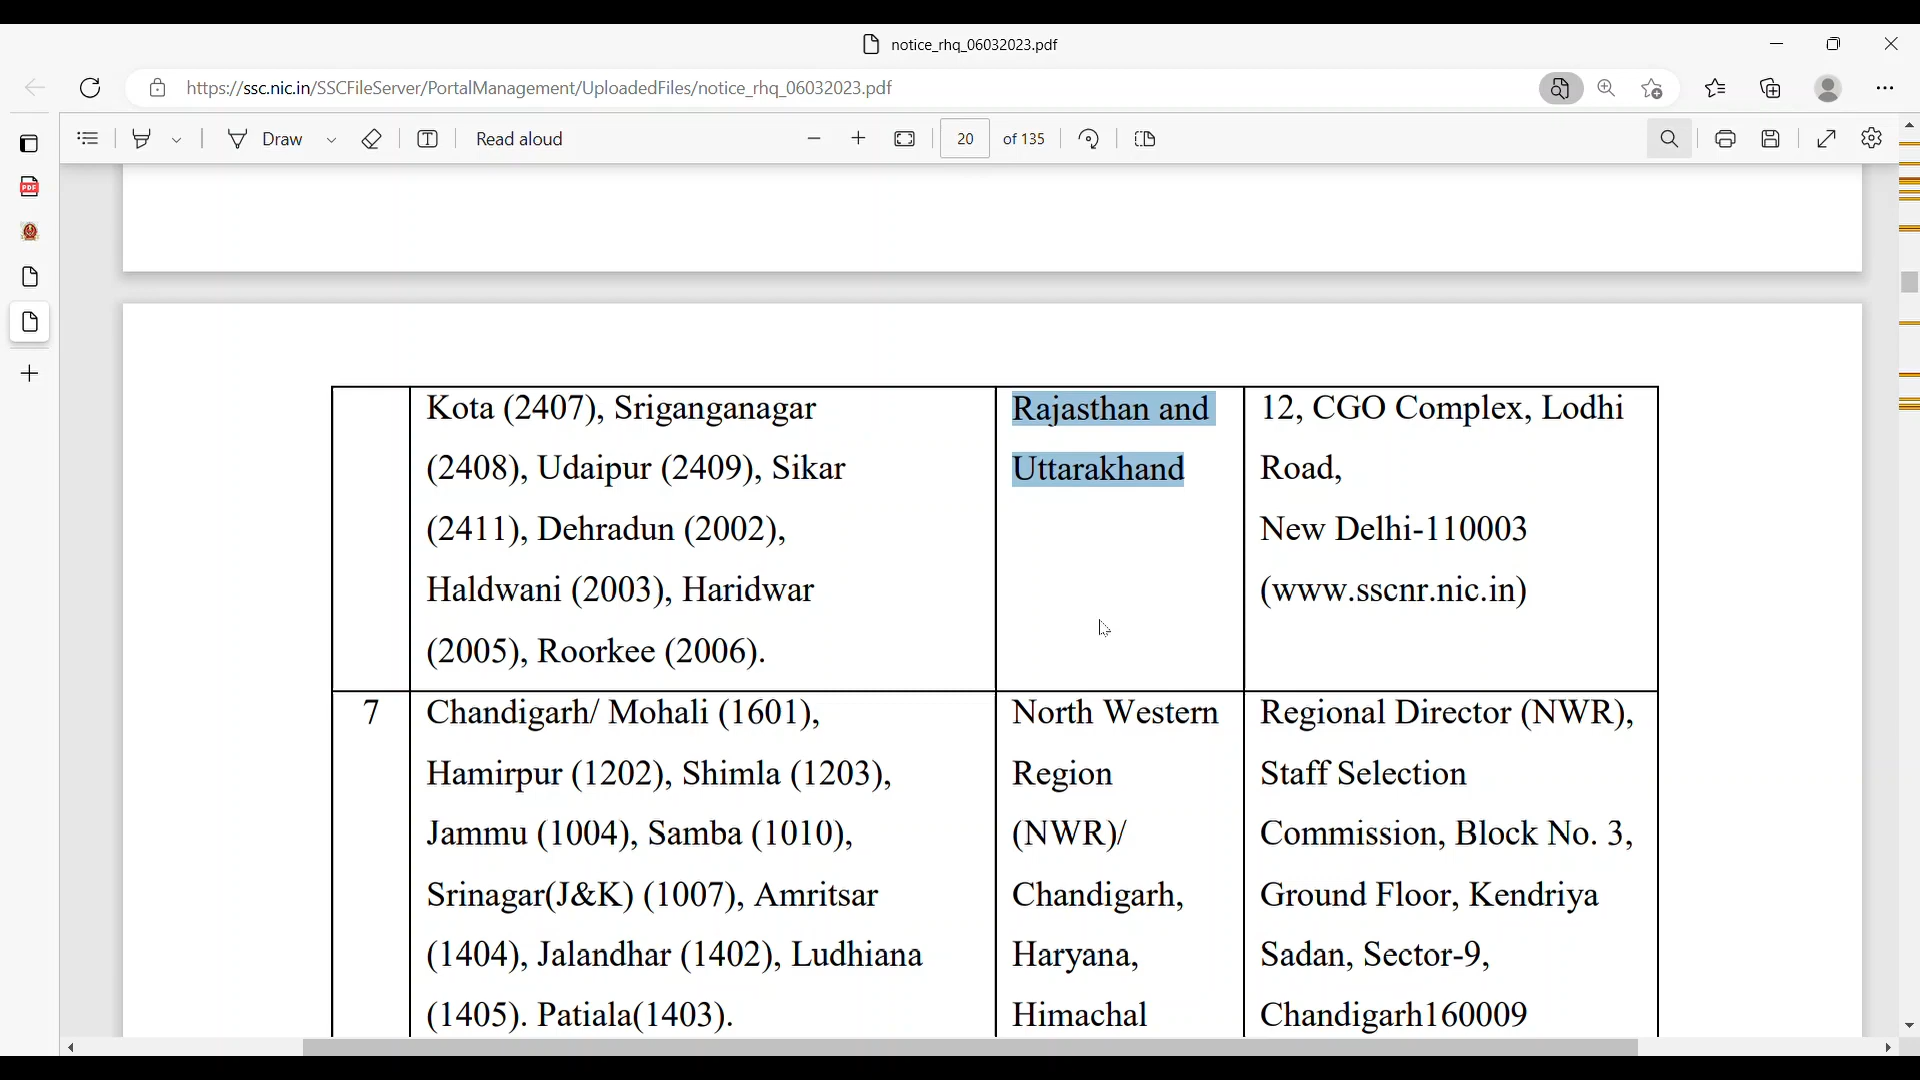 notice_rhq_06032023.pdf
https://ssc.nic.in/SSCFileServer/PortalManagement/UploadedFiles/notice_rhq_06032023.pdf
Draw
Read aloud
20 of 135
Kota (2407), Sriganganagar
(2408), Udaipur (2409), Sikar
(2411), Dehradun (2002),
Haldwani (2003), Haridwar
(2005), Roorkee (2006).
Rajasthan and
Uttarakhand
12, CGO Complex, Lodhi
Road,
New Delhi-110003
(www.sscnr.nic.in)
7
Chandigarh/ Mohali (1601),
Hamirpur (1202), Shimla (1203),
Jammu (1004), Samba (1010),
Srinagar(J&K) (1007), Amritsar
(1404), Jalandhar (1402), Ludhiana
(1405). Patiala(1403).
North Western
Region
(NWR)/
Chandigarh,
Haryana,
Himachal
Regional Director (NWR),
Staff Selection
Commission, Block No. 3,
Ground Floor, Kendriya
Sadan, Sector-9,
Chandigarh160009